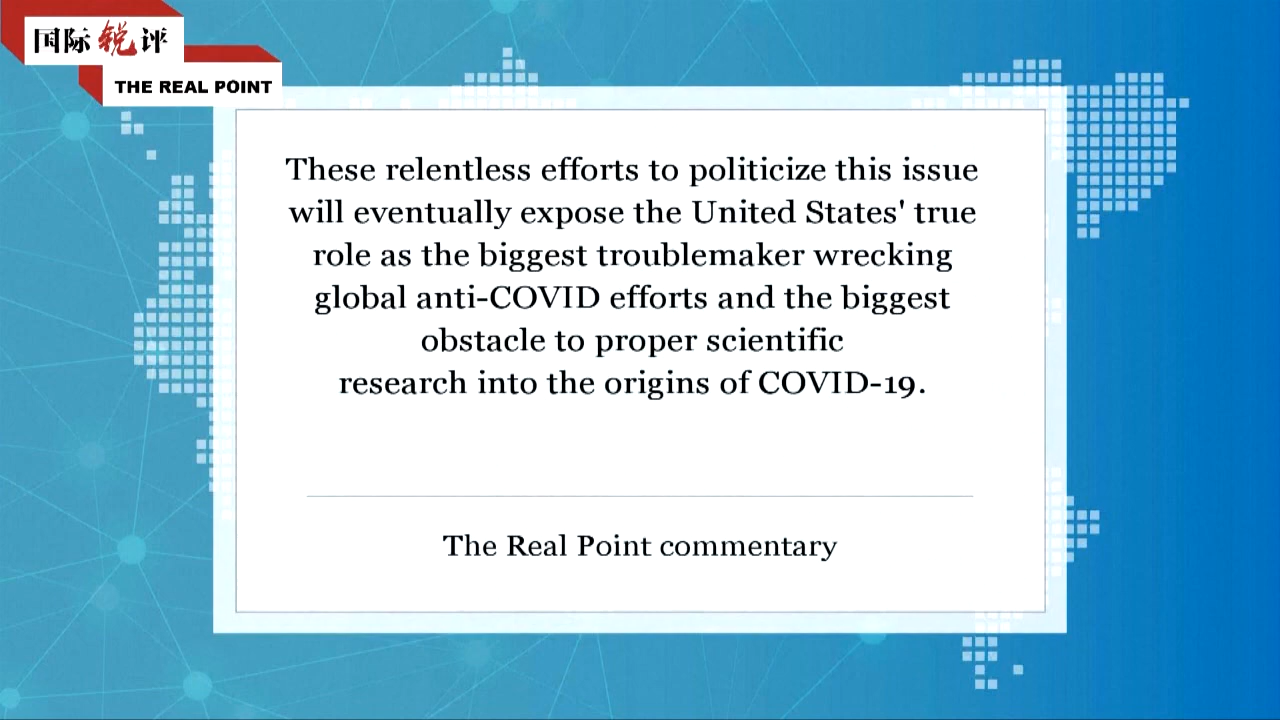 国际锐评
THE REAL POINT
These relentless efforts to politicize this issue
will eventually expose the United States' true
role as the biggest troublemaker wrecking
global anti-COVID efforts and the biggest
obstacle to proper scientific
research into the origins of COVID-19.
The Real Point commentary